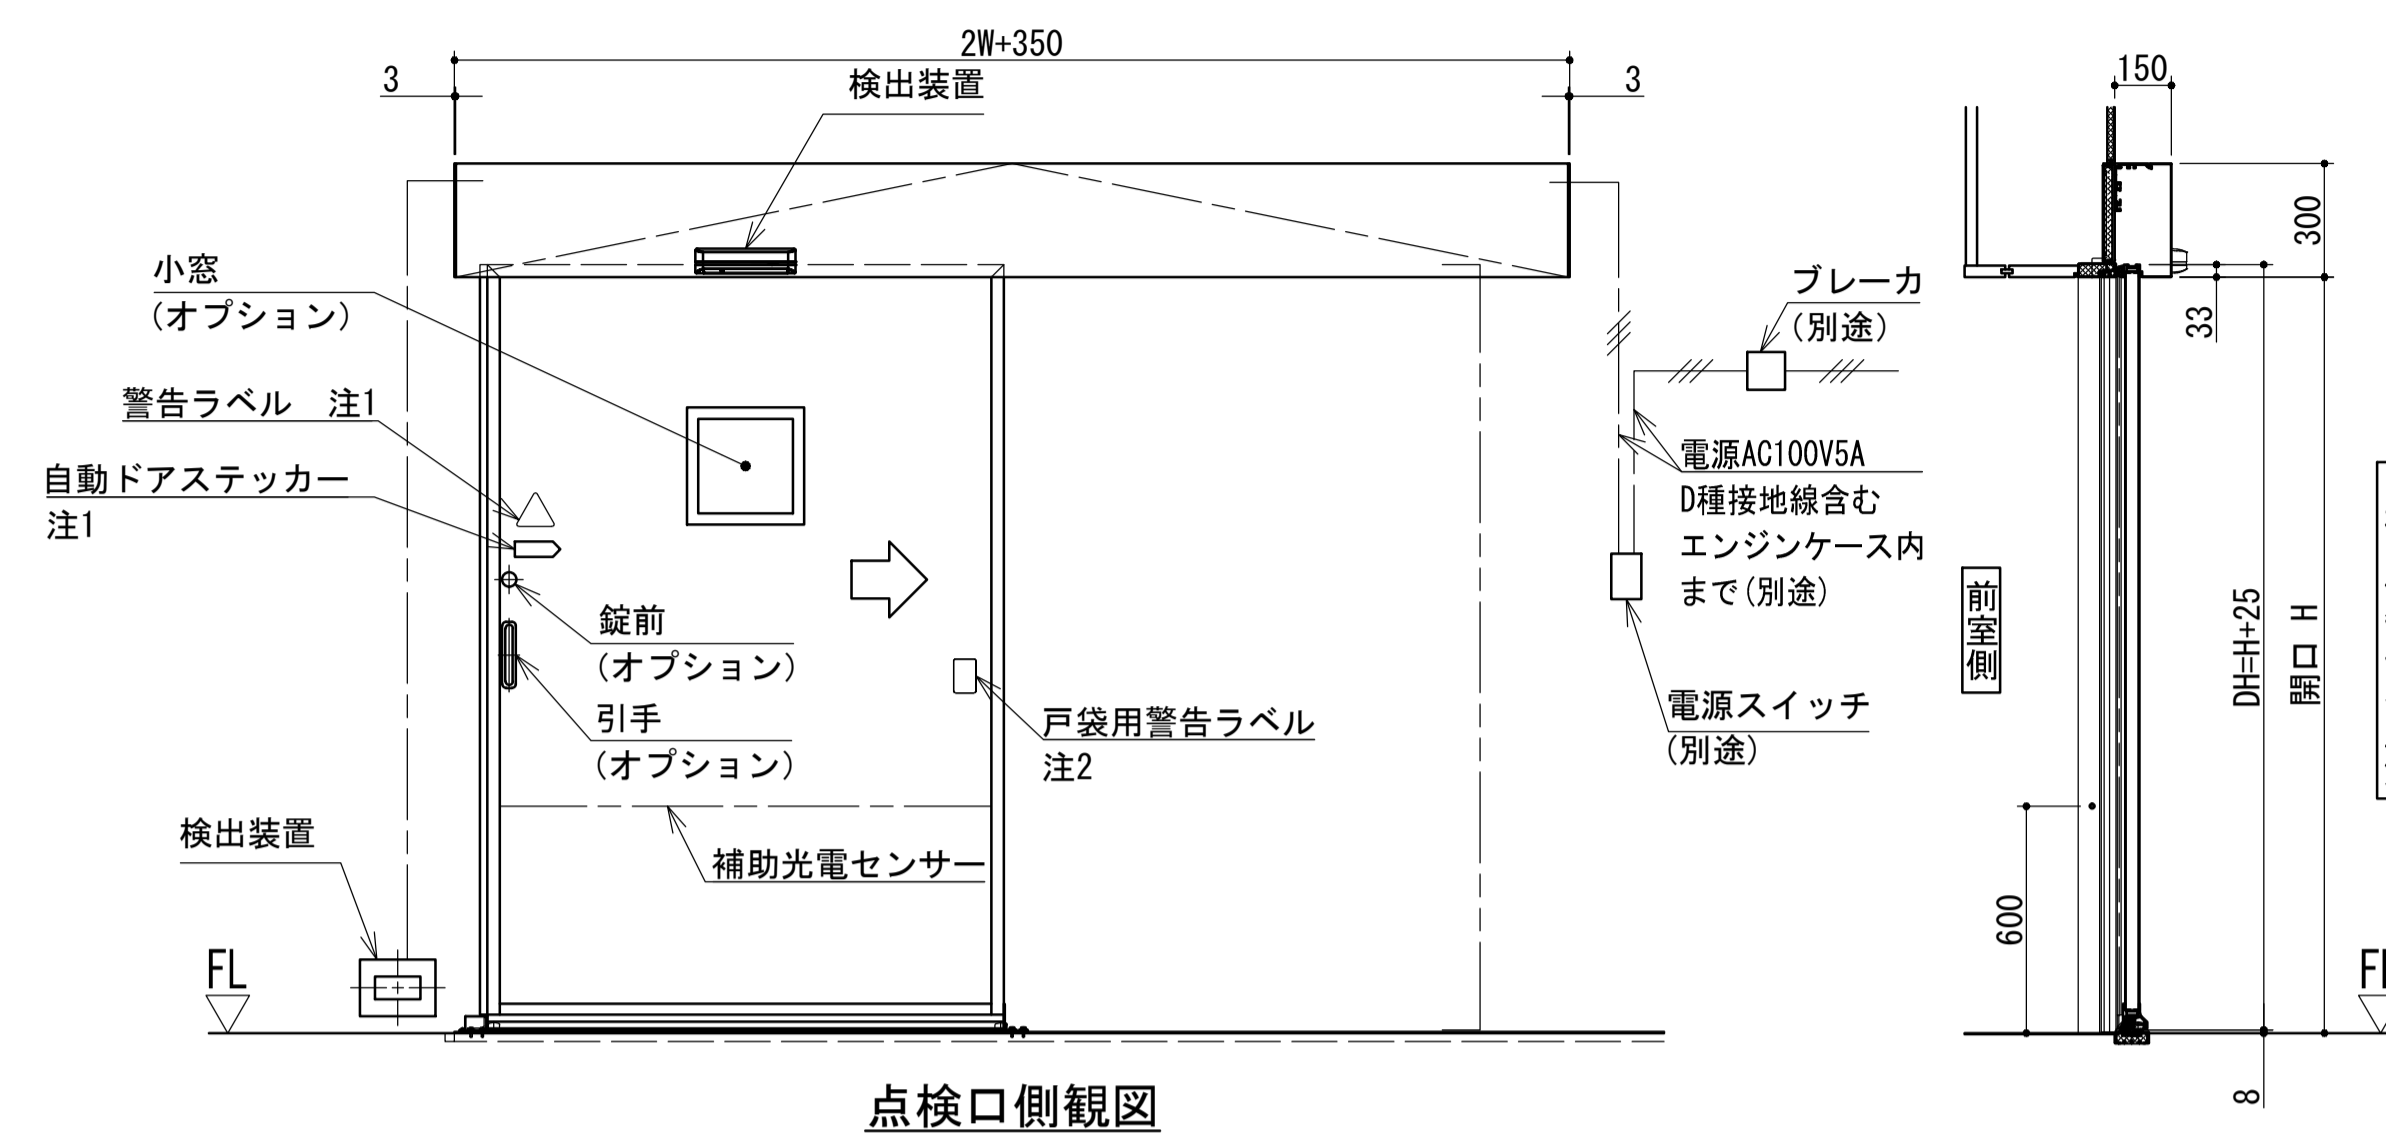 2W+350
3
検出装置
3
150
小窓
(オプション)
警告ラベル 注1
自動ドアステッカー
注1
錠前
(オプション)
引手
(オプション)
戸袋用警告ラベル
注2
補助光電センサー
検出装置
FL
ブレーカ
(別途)
電源AC100V5A
D種接地線含む
エンジンケース内
まで(別途)
電源スイッチ
(別途)
300
33
前室側
DH=H+25
開口 H
600
8
点検口側観図